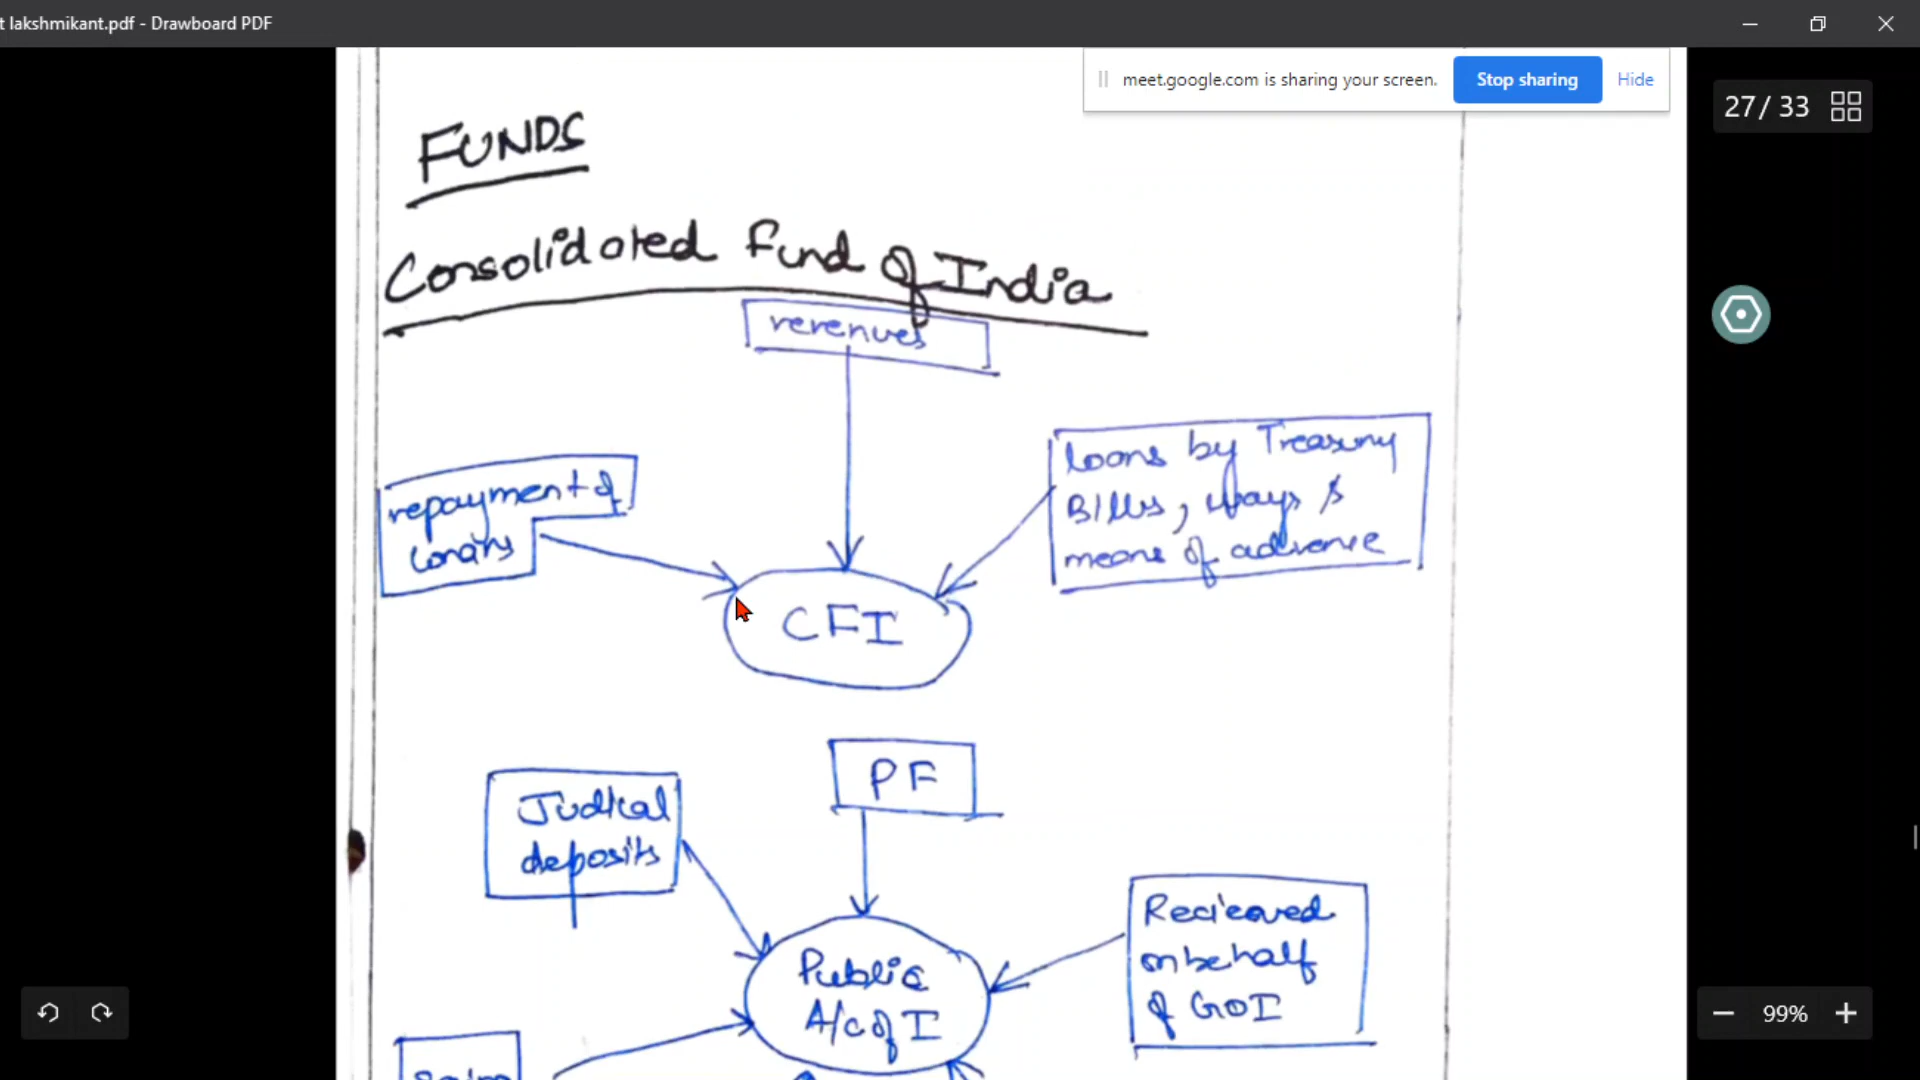 t lakshmikant.pdf - Drawboard PDF
meet.google.com is sharing your screen.
Stop sharing
Hide
27 / 33
FUNDS
Consolidated Fund of India
revenues
repayment of
loans
loans by Treasury
Bills, ways &
means of advance
CFI
PF
Judical
deposits
Recieved
on behalf
of GOI
Public
A/c of I
99%